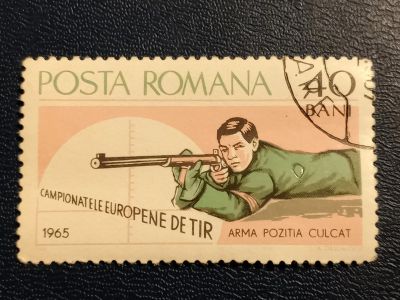 POSTA ROMANA 40
BANI
CAMPIONATELE EUROPENE DE TIR
1965 ARMA POZITIA CULCAT